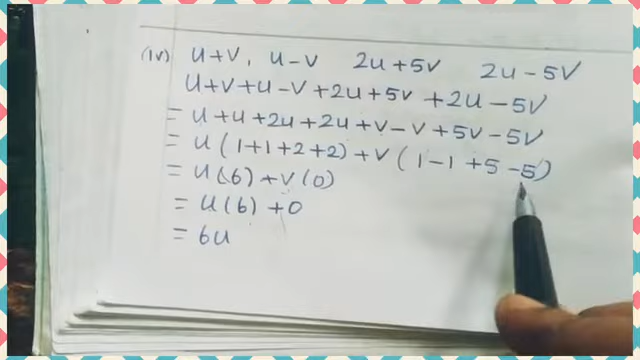 (iv) u+v, u-v 2u+5v 2u-5v
u+v+u-v+2u+5v+2u-5v
= u+u+2u+2u+v-v+5v-5v
= u(1+1+2+2)+v(1-1+5-5)
= u(6)+v(0)
= u(6)+0
= 6u